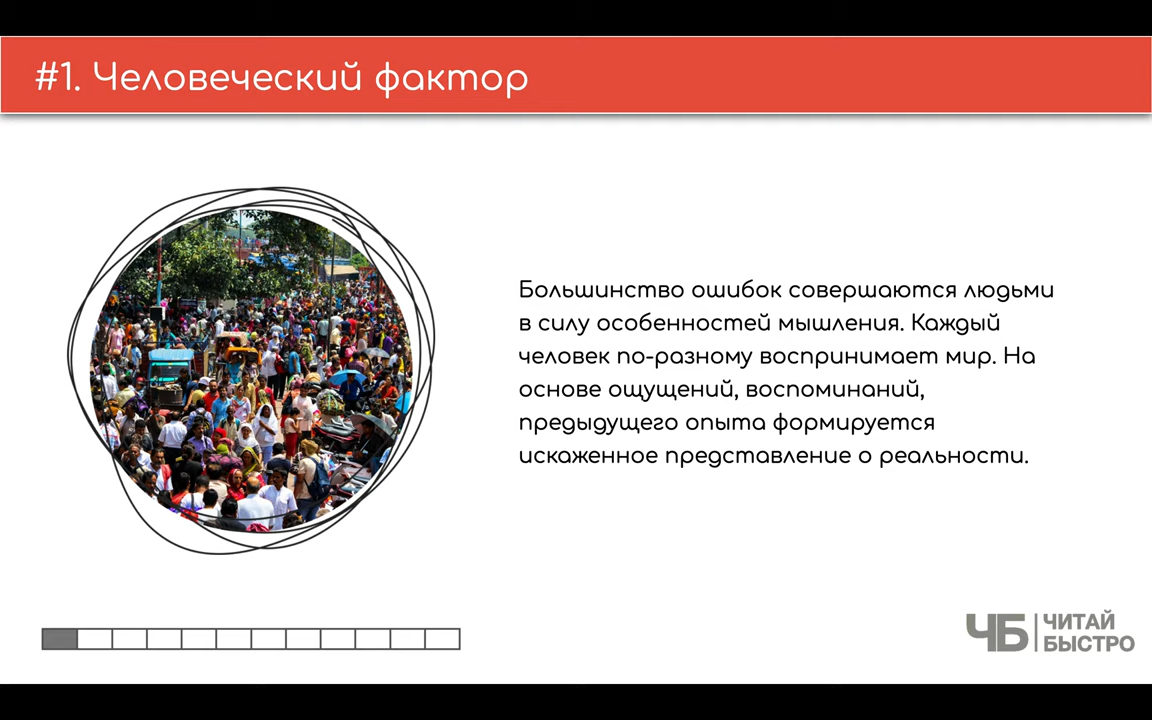 #1. Человеческий фактор
Большинство ошибок совершаются людьми
в силу особенностей мышления. Каждый
человек по-разному воспринимает мир. На
основе ощущений, воспоминаний,
предыдущего опыта формируется
искаженное представление о реальности.
ЧБ
ЧИТАЙ
БЫСТРО